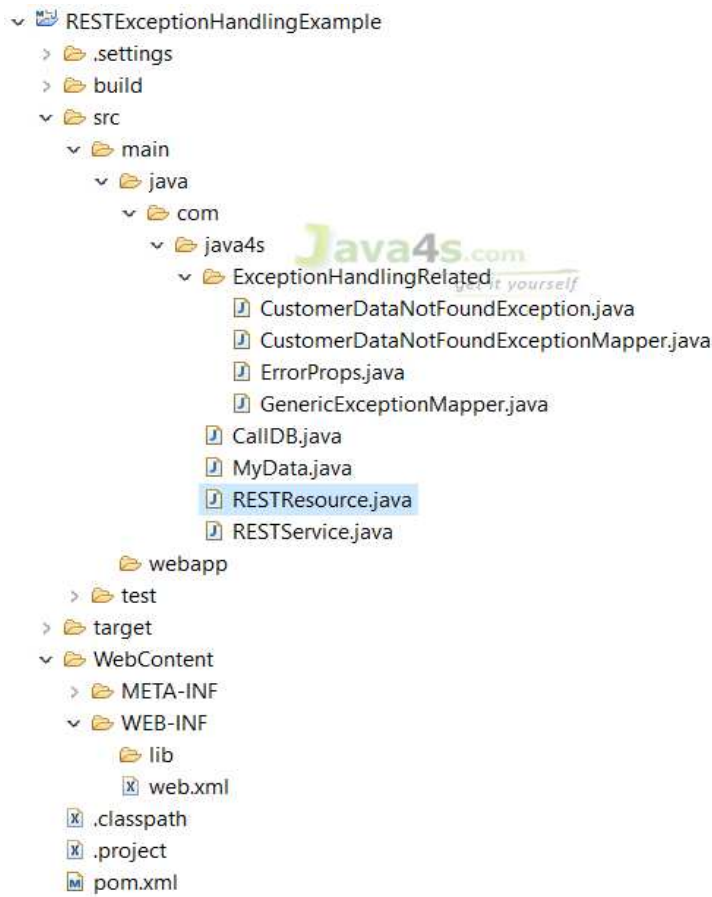 RESTExceptionHandlingExample
.settings
build
src
main
java
com
java4s
Java4s.com
ExceptionHandlingRelated
get it yourself
CustomerDataNotFoundException.java
CustomerDataNotFoundExceptionMapper.java
ErrorProps.java
GenericExceptionMapper.java
CallDB.java
MyData.java
RESTResource.java
RESTService.java
webapp
test
target
WebContent
META-INF
WEB-INF
lib
web.xml
.classpath
.project
pom.xml